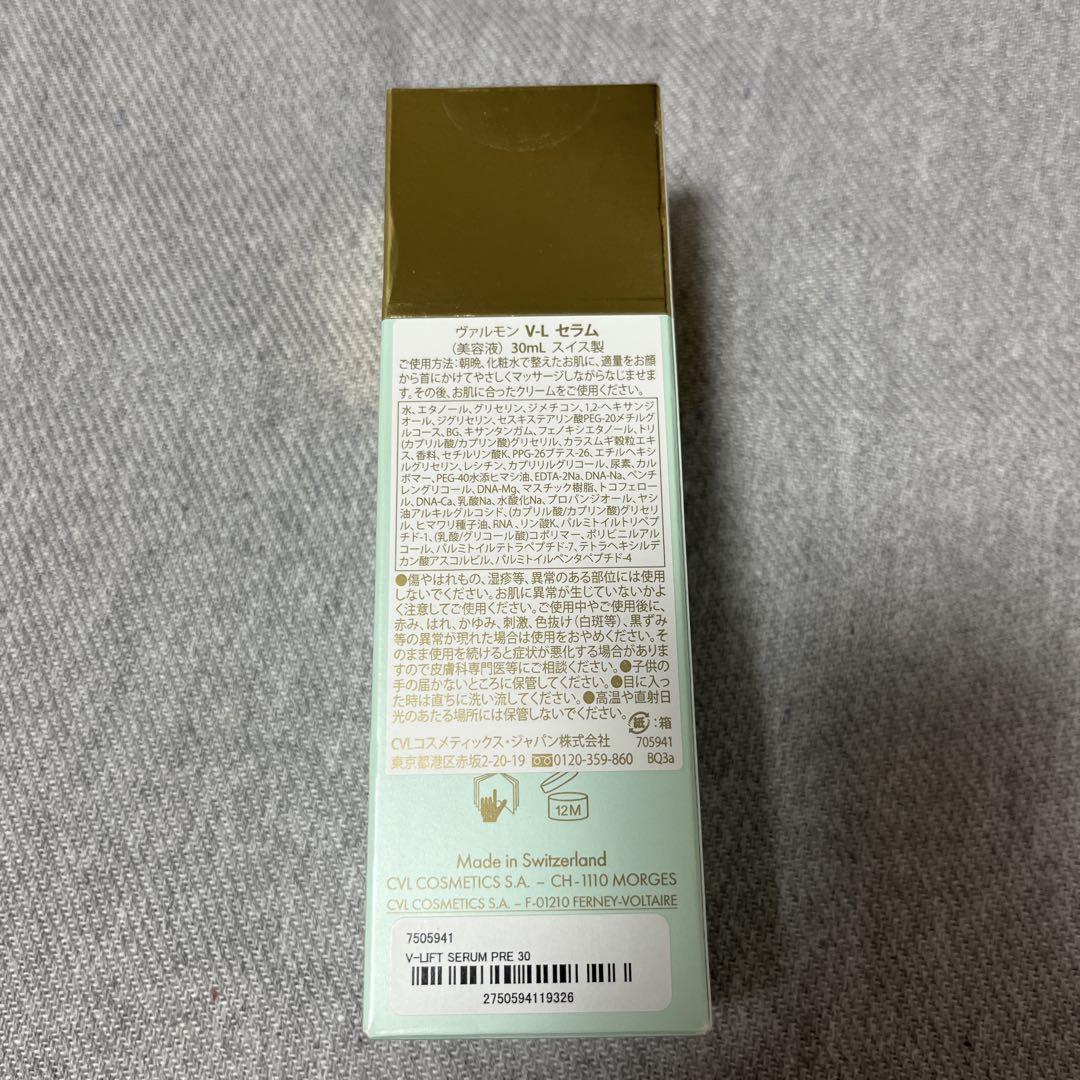 ヴァルモン V-L セラム
（美容液）30mL スイス製
ご使用方法：朝晩、化粧水で整えたお肌に、適量をお顔
から首にかけてやさしくマッサージしながらなじませま
す。その後、お肌に合ったクリームをご使用ください。
水、エタノール、グリセリン、ジメチコン、1,2-ヘキサンジ
オール、ジグリセリン、セスキステアリン酸PEG-20メチルグ
ルコース、BG、キサンタンガム、フェノキシエタノール、トリ
(カプリル酸/カプリン酸)グリセリル、カラスムギ穀粒エキ
ス、香料、セチルリン酸K、PPG-26ブテス-26、エチルヘキシ
ルグリセリン、レシチン、カプリリルグリコール、尿素、カル
ボマー、PEG-40水添ヒマシ油、EDTA-2Na、DNA-Na、ペンチ
レングリコール、DNA-Mg、マスチック樹脂、トコフェロー
ル、DNA-Ca、乳酸Na、水酸化Na、プロパンジオール、ヤシ
油アルキルグルコシド、(カプリル酸/カプリン酸)グリセリ
ル、ヒマワリ種子油、RNA、リン酸K、パルミトイルトリペプ
チド-1、(乳酸/グリコール酸)コポリマー、ポリビニルアル
コール、パルミトイルテトラペプチド-7、テトラヘキシルデ
カン酸アスコルビル、パルミトイルペンタペプチド-4
●傷やはれもの、湿疹等、異常のある部位には使用
しないでください。お肌に異常が生じていないかよ
く注意してご使用ください。ご使用中やご使用後に、
赤み、はれ、かゆみ、刺激、色抜け（白斑等）、黒ずみ
等の異常が現れた場合は使用をおやめください。そ
のまま使用を続けると症状が悪化する場合がありま
すので皮膚科専門医等にご相談ください。●子供の
手の届かないところに保管してください。●目に入っ
た時は直ちに洗い流してください。●高温や直射日
光のあたる場所には保管しないでください。紙：箱
CVLコスメティックス・ジャパン株式会社 705941
東京都港区赤坂2-20-19 0120-359-860 BQ3a
12M
Made in Switzerland
CVL COSMETICS S.A. – CH-1110 MORGES
CVL COSMETICS S.A. – F-01210 FERNEY-VOLTAIRE
7505941
V-LIFT SERUM PRE 30
2750594119326